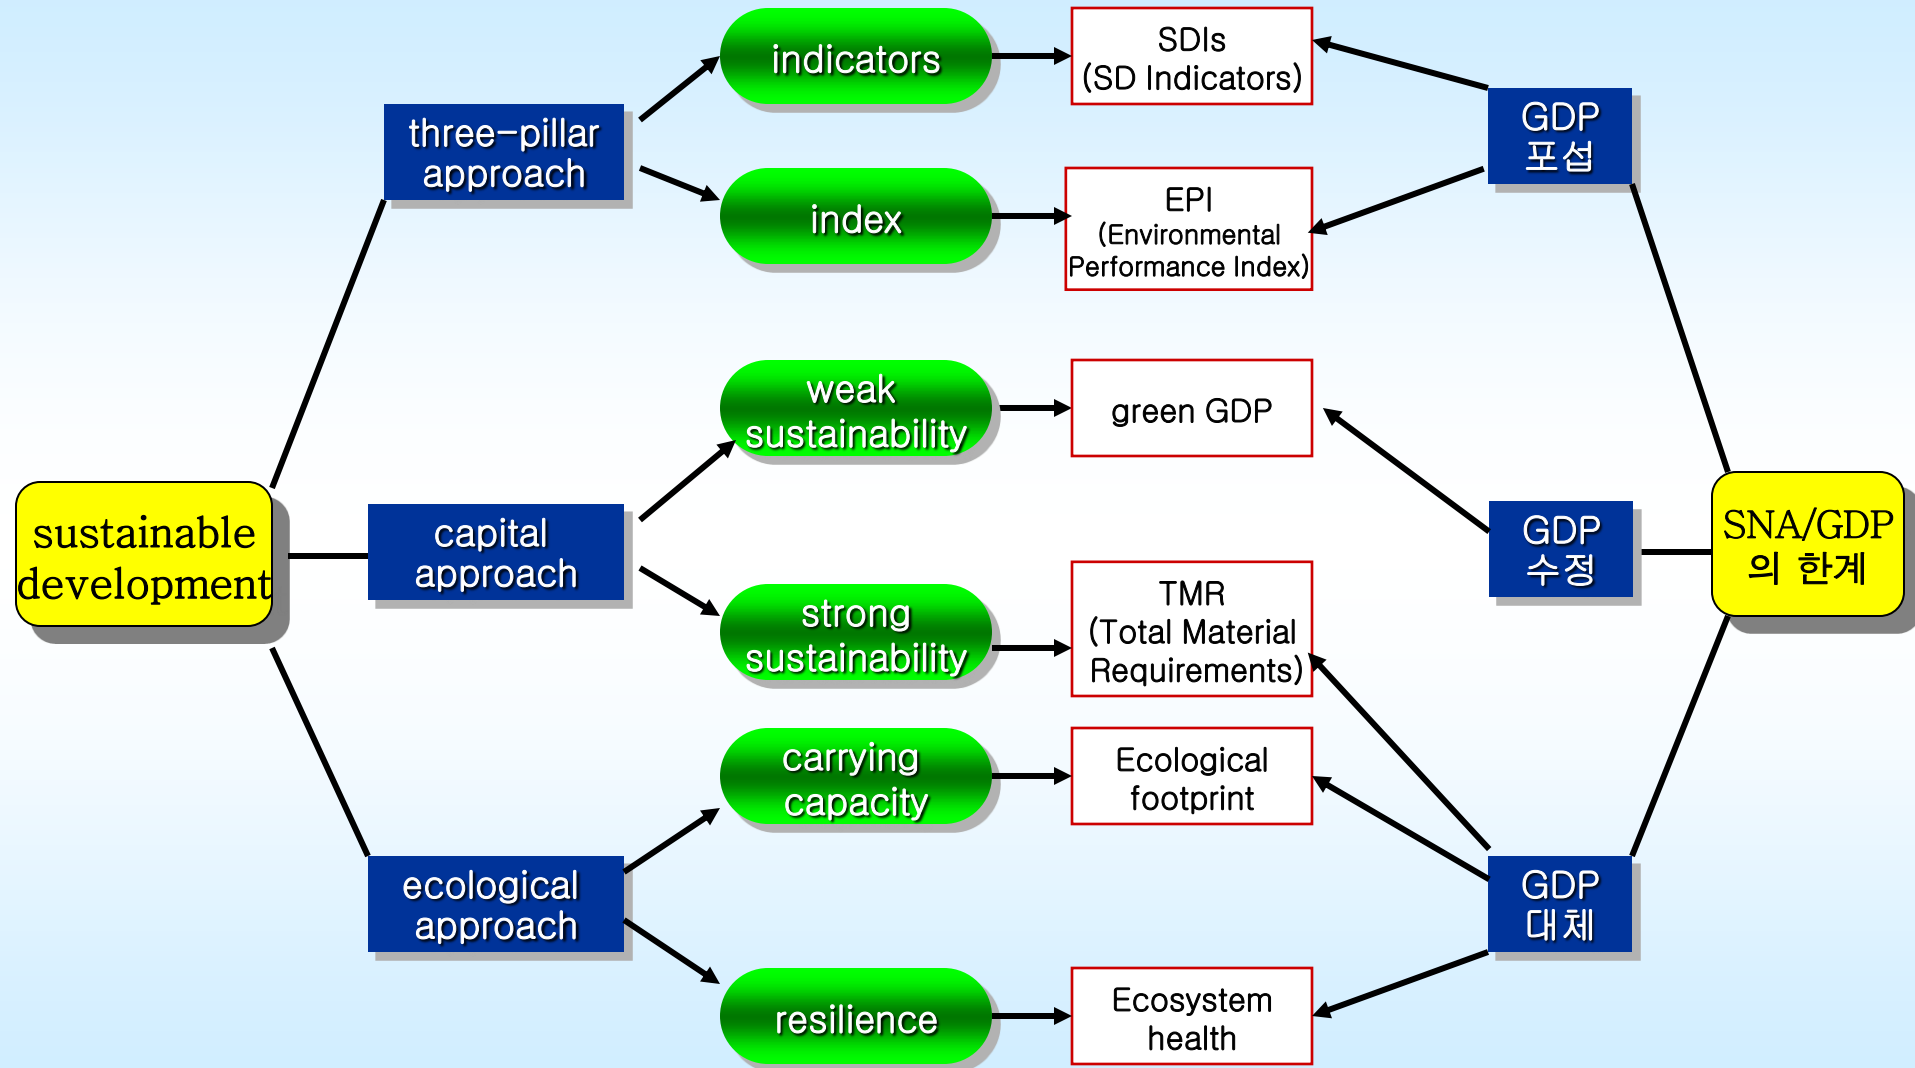 indicators
SDIs
(SD Indicators)
three-pillar
approach
GDP
포섭
index
EPI
(Environmental
Performance Index)
weak
sustainability
green GDP
sustainable
development
capital
approach
GDP
수정
SNA/GDP
의 한계
strong
sustainability
TMR
(Total Material
Requirements)
carrying
capacity
Ecological
footprint
ecological
approach
GDP
대체
resilience
Ecosystem
health